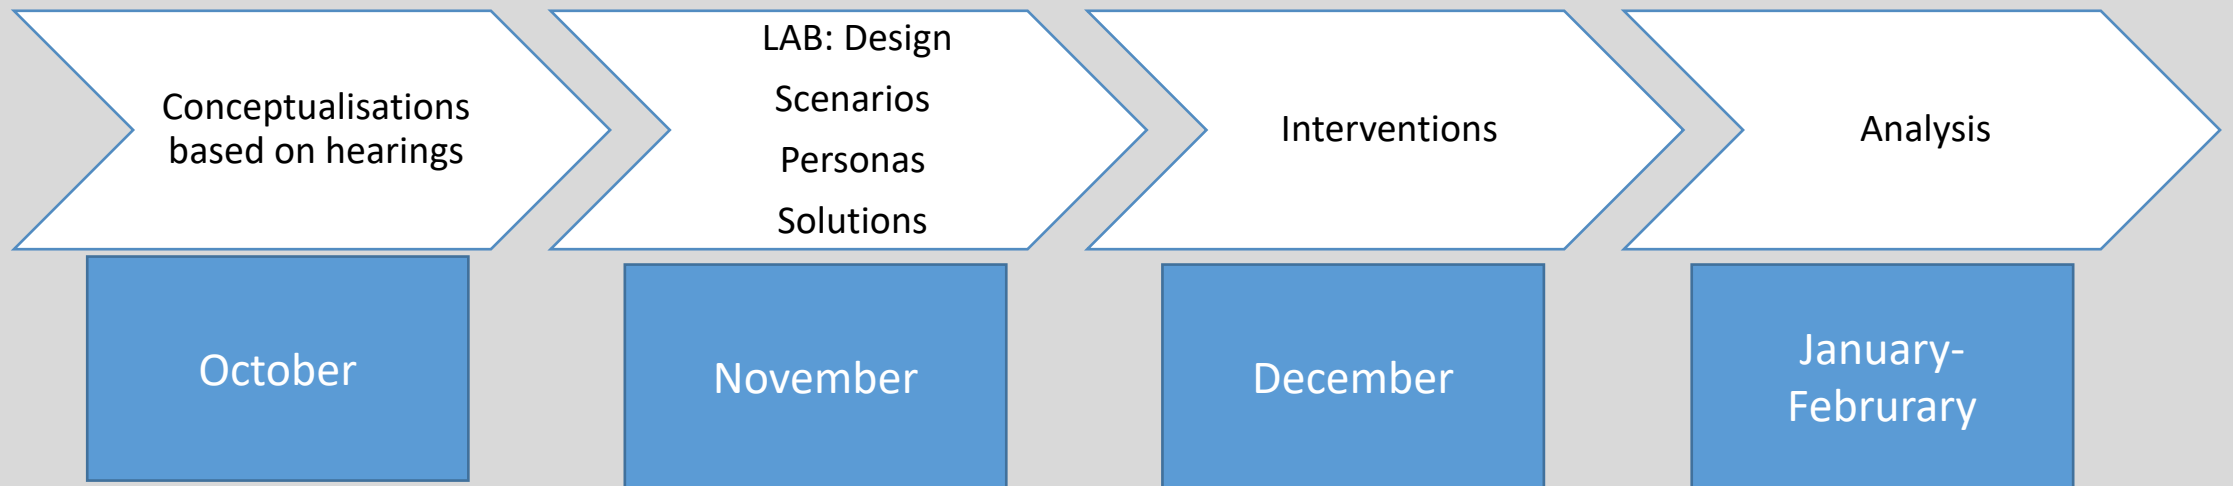 Conceptualisations
based on hearings
LAB: Design
Scenarios
Personas
Solutions
Interventions
Analysis
October
November
December
January-
Februrary